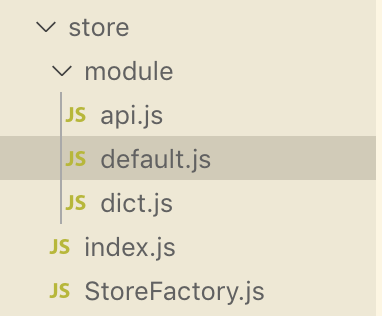 store
module
JS api.js
JS default.js
JS dict.js
JS index.js
JS StoreFactory.js